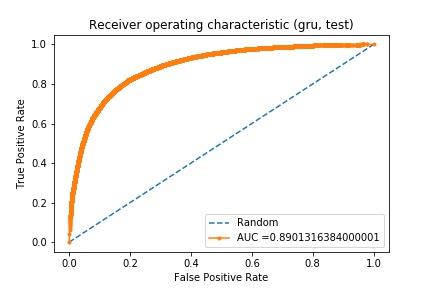 Receiver operating characteristic (gru, test)
True Positive Rate
1.0
0.8
0.6
0.4
0.2
0.0
Random
AUC =0.8901316384000001
0.0 0.2 0.4 0.6 0.8 1.0
False Positive Rate